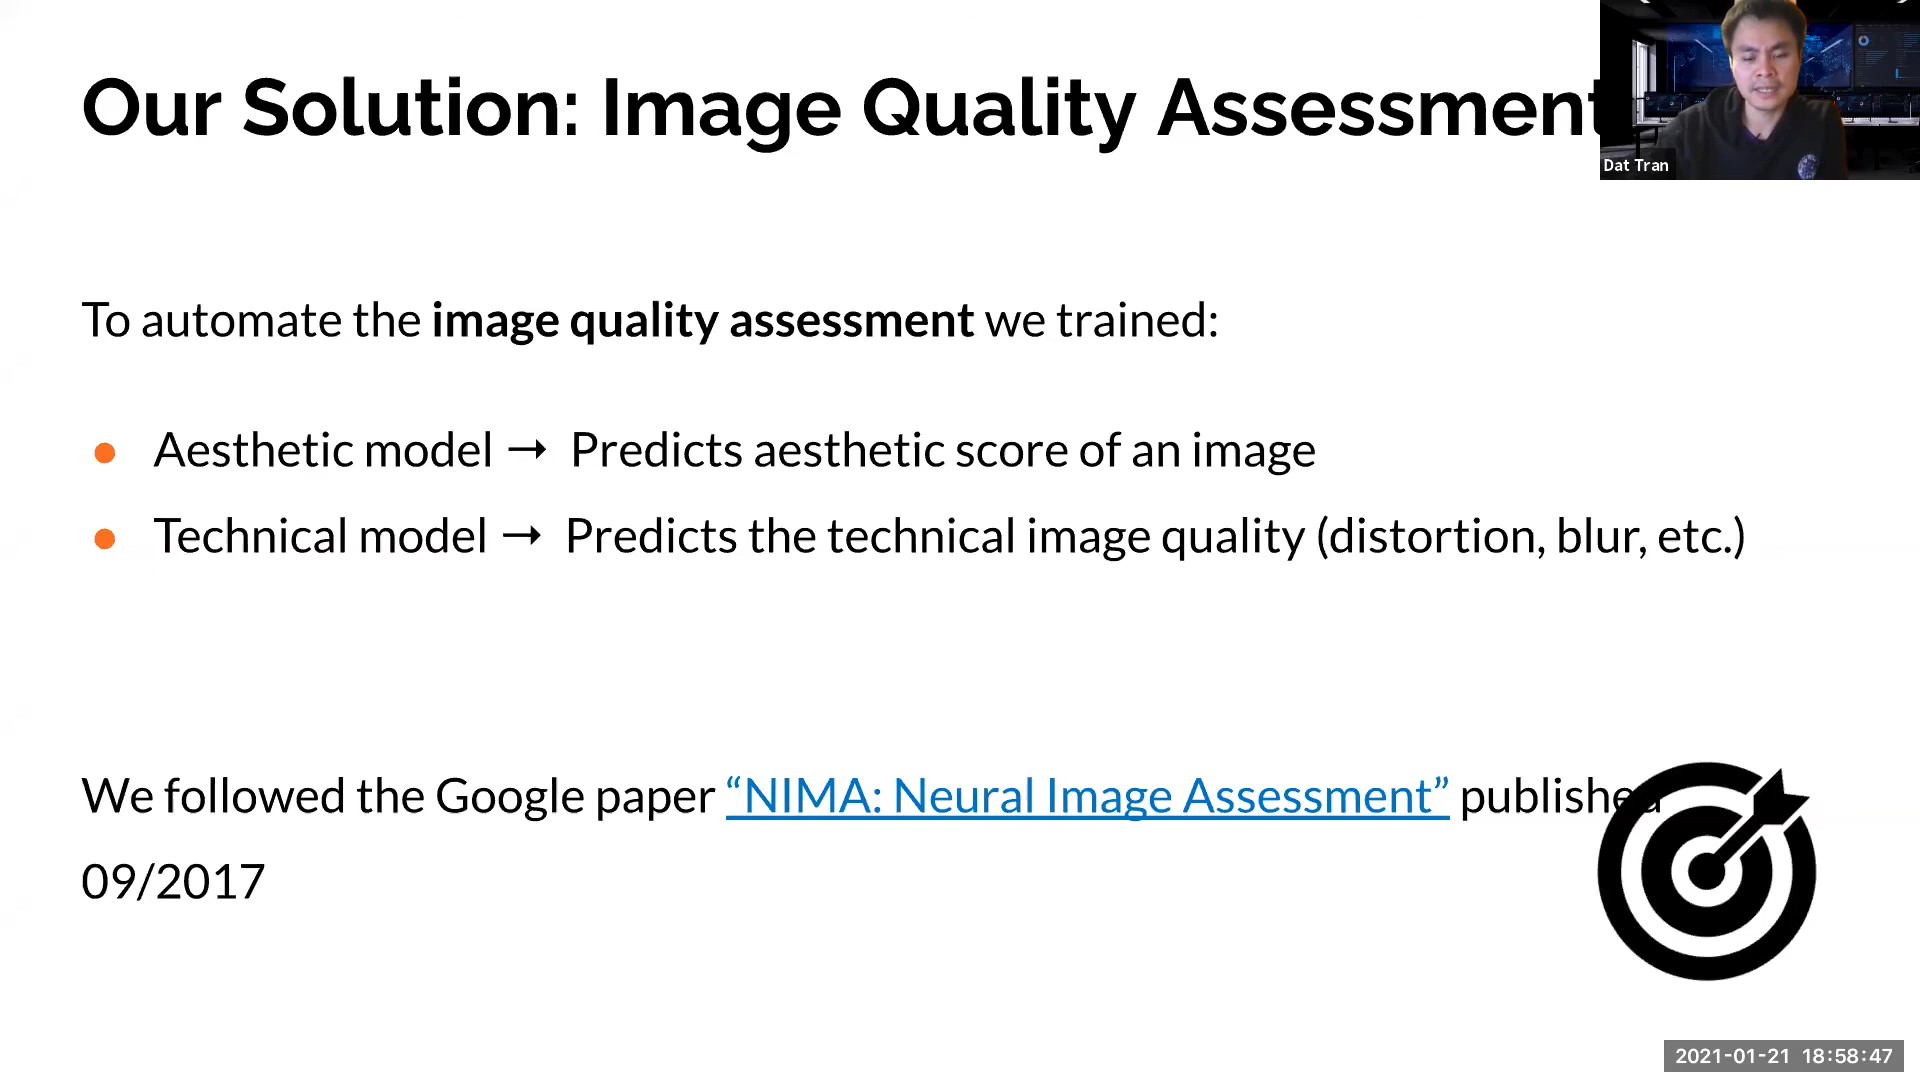 Our Solution: Image Quality Assessment
Dat Tran
To automate the image quality assessment we trained:
● Aesthetic model → Predicts aesthetic score of an image
● Technical model → Predicts the technical image quality (distortion, blur, etc.)
We followed the Google paper “NIMA: Neural Image Assessment” published
09/2017
2021-01-21 18:58:47